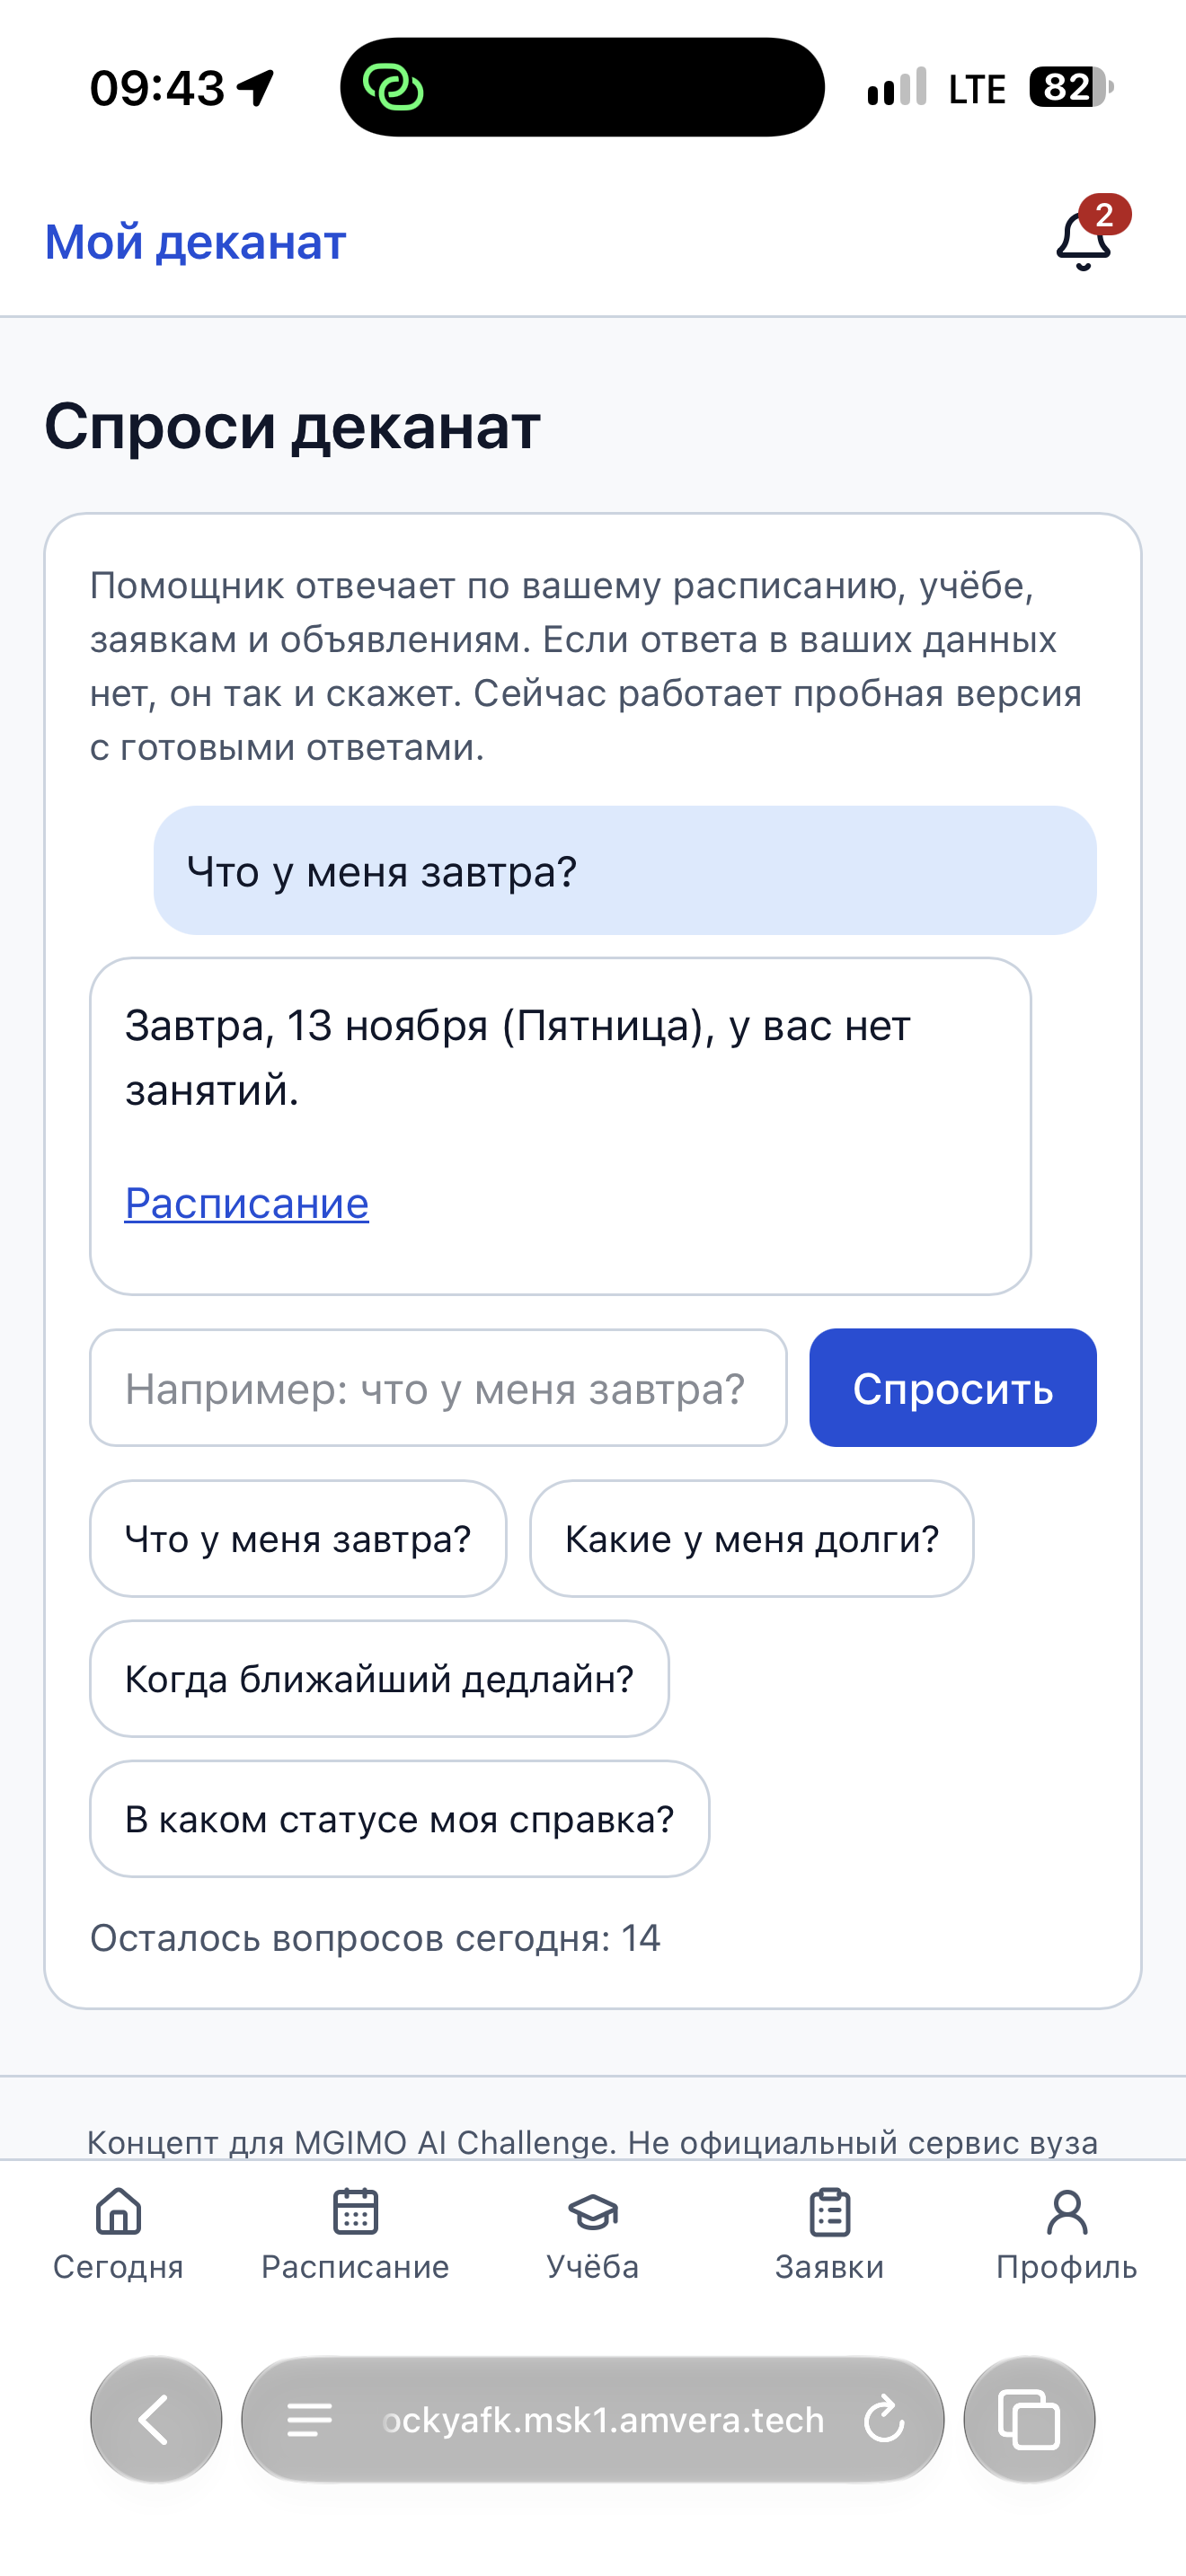 09:43
LTE
82
Мой деканат
2
Спроси деканат
Помощник отвечает по вашему расписанию, учёбе,
заявкам и объявлениям. Если ответа в ваших данных
нет, он так и скажет. Сейчас работает пробная версия
с готовыми ответами.
Что у меня завтра?
Завтра, 13 ноября (Пятница), у вас нет
занятий.
Расписание
Например: что у меня завтра?
Спросить
Что у меня завтра?
Какие у меня долги?
Когда ближайший дедлайн?
В каком статусе моя справка?
Осталось вопросов сегодня: 14
Концепт для MGIMO AI Challenge. Не официальный сервис вуза
Сегодня
Расписание
Учёба
Заявки
Профиль
ockyafk.msk1.amvera.tech